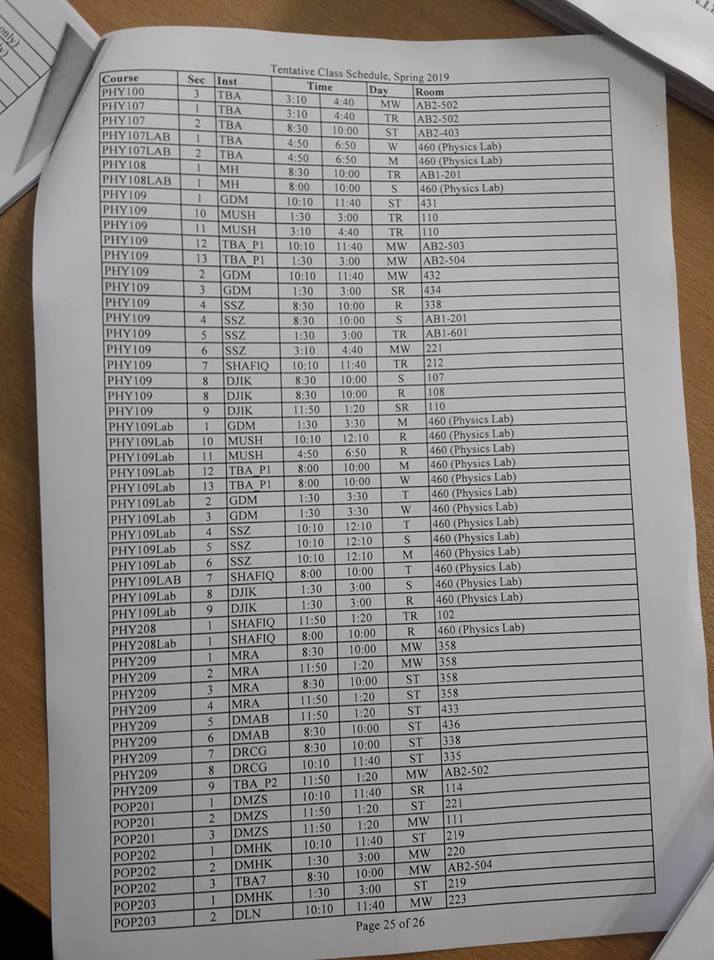 only)
only)
Tentative Class Schedule, Spring 2019
Course Sec Inst Time Day Room
PHY100 3 TBA 3:10 4:40 MW AB2-502
PHY107 1 TBA 3:10 4:40 TR AB2-502
PHY107 2 TBA 8:30 10:00 ST AB2-403
PHY107LAB 1 TBA 4:50 6:50 W 460 (Physics Lab)
PHY107LAB 2 TBA 4:50 6:50 M 460 (Physics Lab)
PHY108 1 MH 8:30 10:00 TR AB1-201
PHY108LAB 1 MH 8:00 10:00 S 460 (Physics Lab)
PHY109 1 GDM 10:10 11:40 ST 431
PHY109 10 MUSH 1:30 3:00 TR 110
PHY109 11 MUSH 3:10 4:40 TR 110
PHY109 12 TBA_P1 10:10 11:40 MW AB2-503
PHY109 13 TBA_P1 1:30 3:00 MW AB2-504
PHY109 2 GDM 10:10 11:40 MW 432
PHY109 3 GDM 1:30 3:00 SR 434
PHY109 4 SSZ 8:30 10:00 R 338
PHY109 4 SSZ 8:30 10:00 S AB1-201
PHY109 5 SSZ 1:30 3:00 TR AB1-601
PHY109 6 SSZ 3:10 4:40 MW 221
PHY109 7 SHAFIQ 10:10 11:40 TR 212
PHY109 8 DJIK 8:30 10:00 S 107
PHY109 8 DJIK 8:30 10:00 R 108
PHY109 9 DJIK 11:50 1:20 SR 110
PHY109Lab 1 GDM 1:30 3:30 M 460 (Physics Lab)
PHY109Lab 10 MUSH 10:10 12:10 R 460 (Physics Lab)
PHY109Lab 11 MUSH 4:50 6:50 R 460 (Physics Lab)
PHY109Lab 12 TBA_P1 8:00 10:00 M 460 (Physics Lab)
PHY109Lab 13 TBA_P1 8:00 10:00 W 460 (Physics Lab)
PHY109Lab 2 GDM 1:30 3:30 T 460 (Physics Lab)
PHY109Lab 3 GDM 1:30 3:30 W 460 (Physics Lab)
PHY109Lab 4 SSZ 10:10 12:10 T 460 (Physics Lab)
PHY109Lab 5 SSZ 10:10 12:10 S 460 (Physics Lab)
PHY109Lab 6 SSZ 10:10 12:10 M 460 (Physics Lab)
PHY109LAB 7 SHAFIQ 8:00 10:00 T 460 (Physics Lab)
PHY109Lab 8 DJIK 1:30 3:00 S 460 (Physics Lab)
PHY109Lab 9 DJIK 1:30 3:00 R 460 (Physics Lab)
PHY208 1 SHAFIQ 11:50 1:20 TR 102
PHY208Lab 1 SHAFIQ 8:00 10:00 R 460 (Physics Lab)
PHY209 1 MRA 8:30 10:00 MW 358
PHY209 2 MRA 11:50 1:20 MW 358
PHY209 3 MRA 8:30 10:00 ST 358
PHY209 4 MRA 11:50 1:20 ST 358
PHY209 5 DMAB 11:50 1:20 ST 433
PHY209 6 DMAB 8:30 10:00 ST 436
PHY209 7 DRCG 8:30 10:00 ST 338
PHY209 8 DRCG 10:10 11:40 ST 335
PHY209 9 TBA_P2 11:50 1:20 MW AB2-502
POP201 1 DMZS 10:10 11:40 SR 114
POP201 2 DMZS 11:50 1:20 ST 221
POP201 3 DMZS 11:50 1:20 MW 111
POP202 1 DMHK 10:10 11:40 ST 219
POP202 2 DMHK 1:30 3:00 MW 220
POP202 3 TBA7 8:30 10:00 MW AB2-504
POP203 1 DMHK 1:30 3:00 ST 219
POP203 2 DLN 10:10 11:40 MW 223
Page 25 of 26